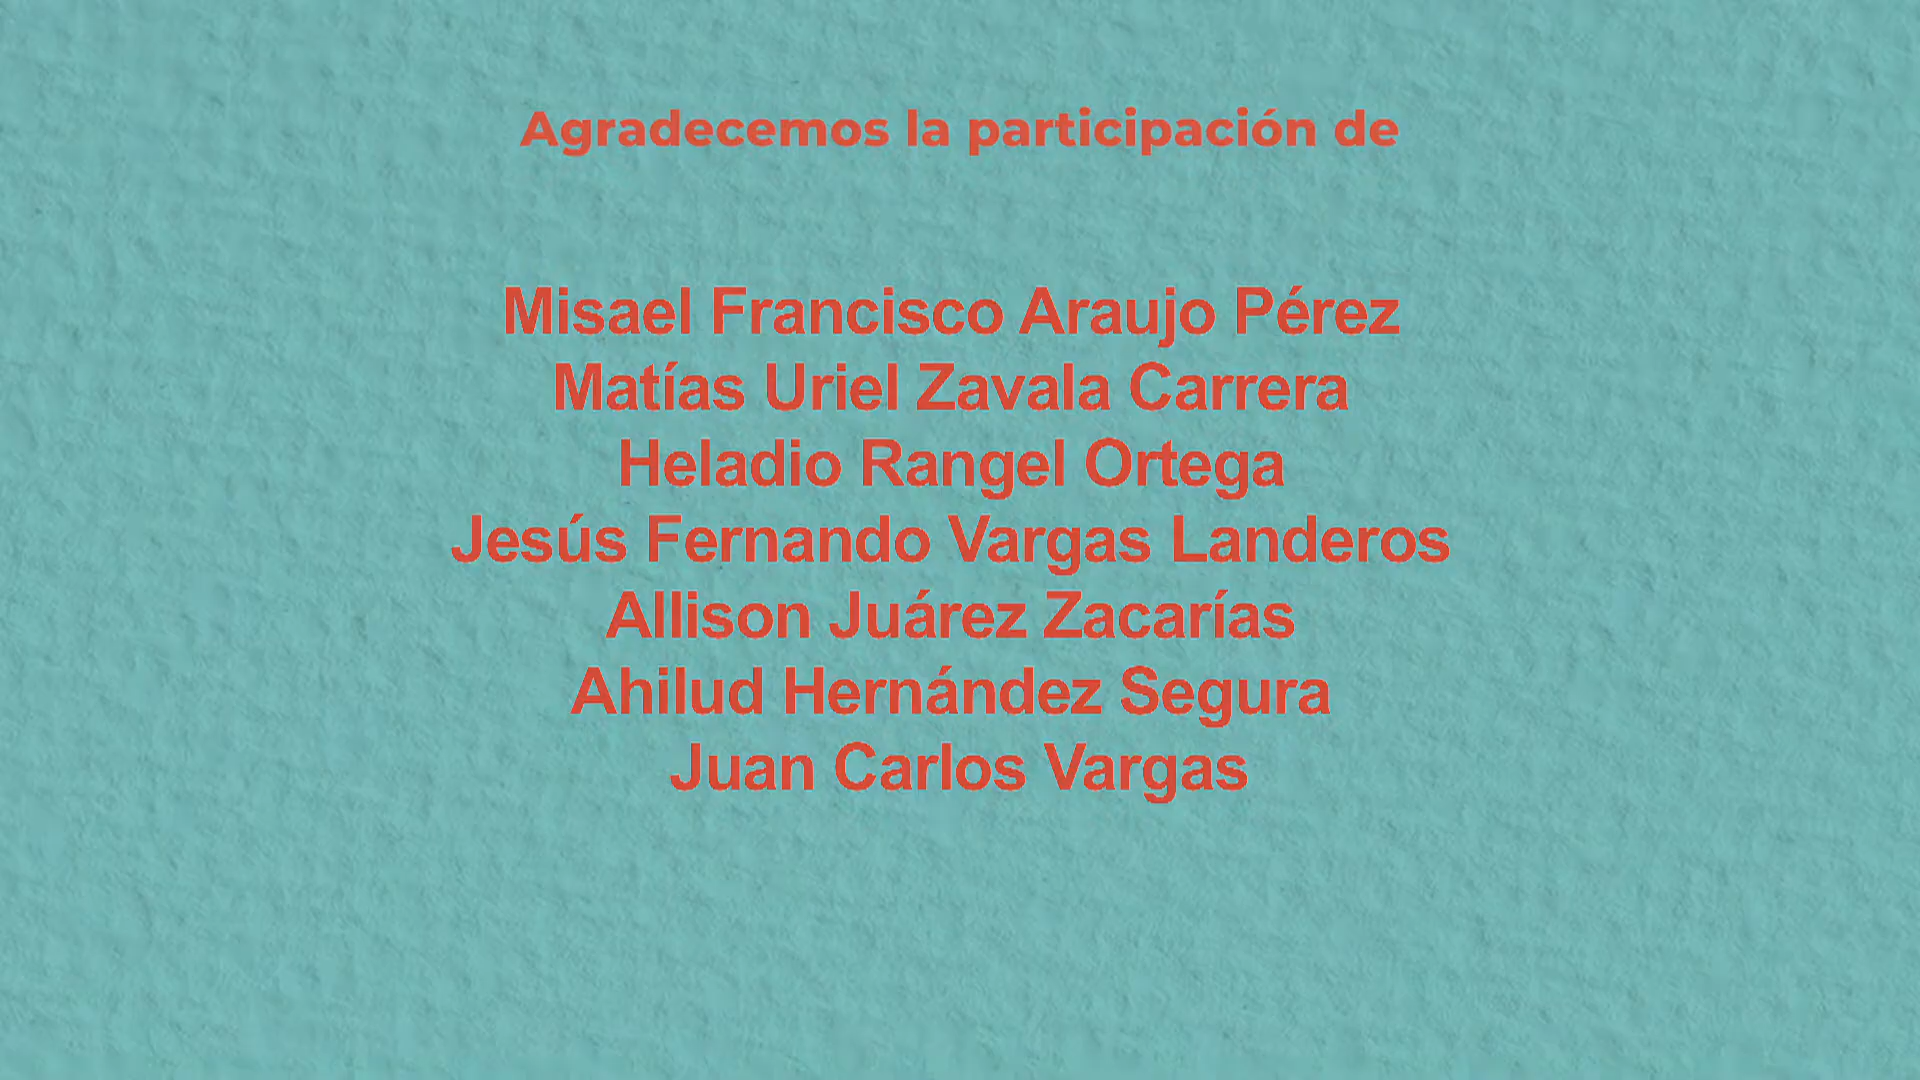 Agradecemos la participación de
Misael Francisco Araujo Pérez
Matías Uriel Zavala Carrera
Heladio Rangel Ortega
Jesús Fernando Vargas Landeros
Allison Juárez Zacarías
Ahilud Hernández Segura
Juan Carlos Vargas